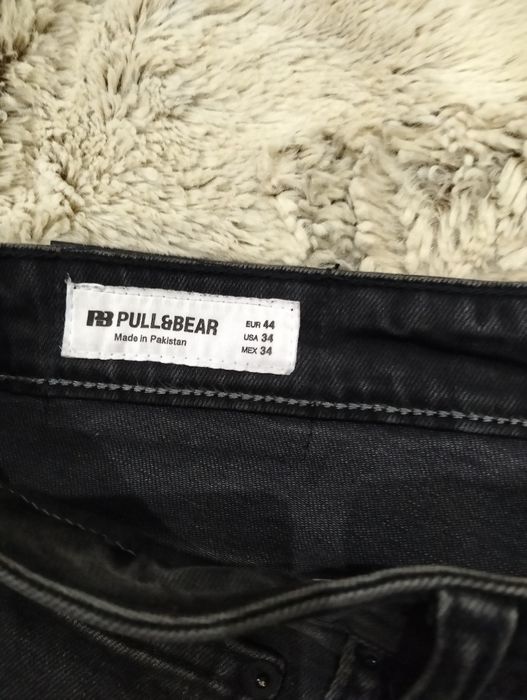 PB PULL&BEAR
Made in Pakistan
EUR 44
USA 34
MEX 34